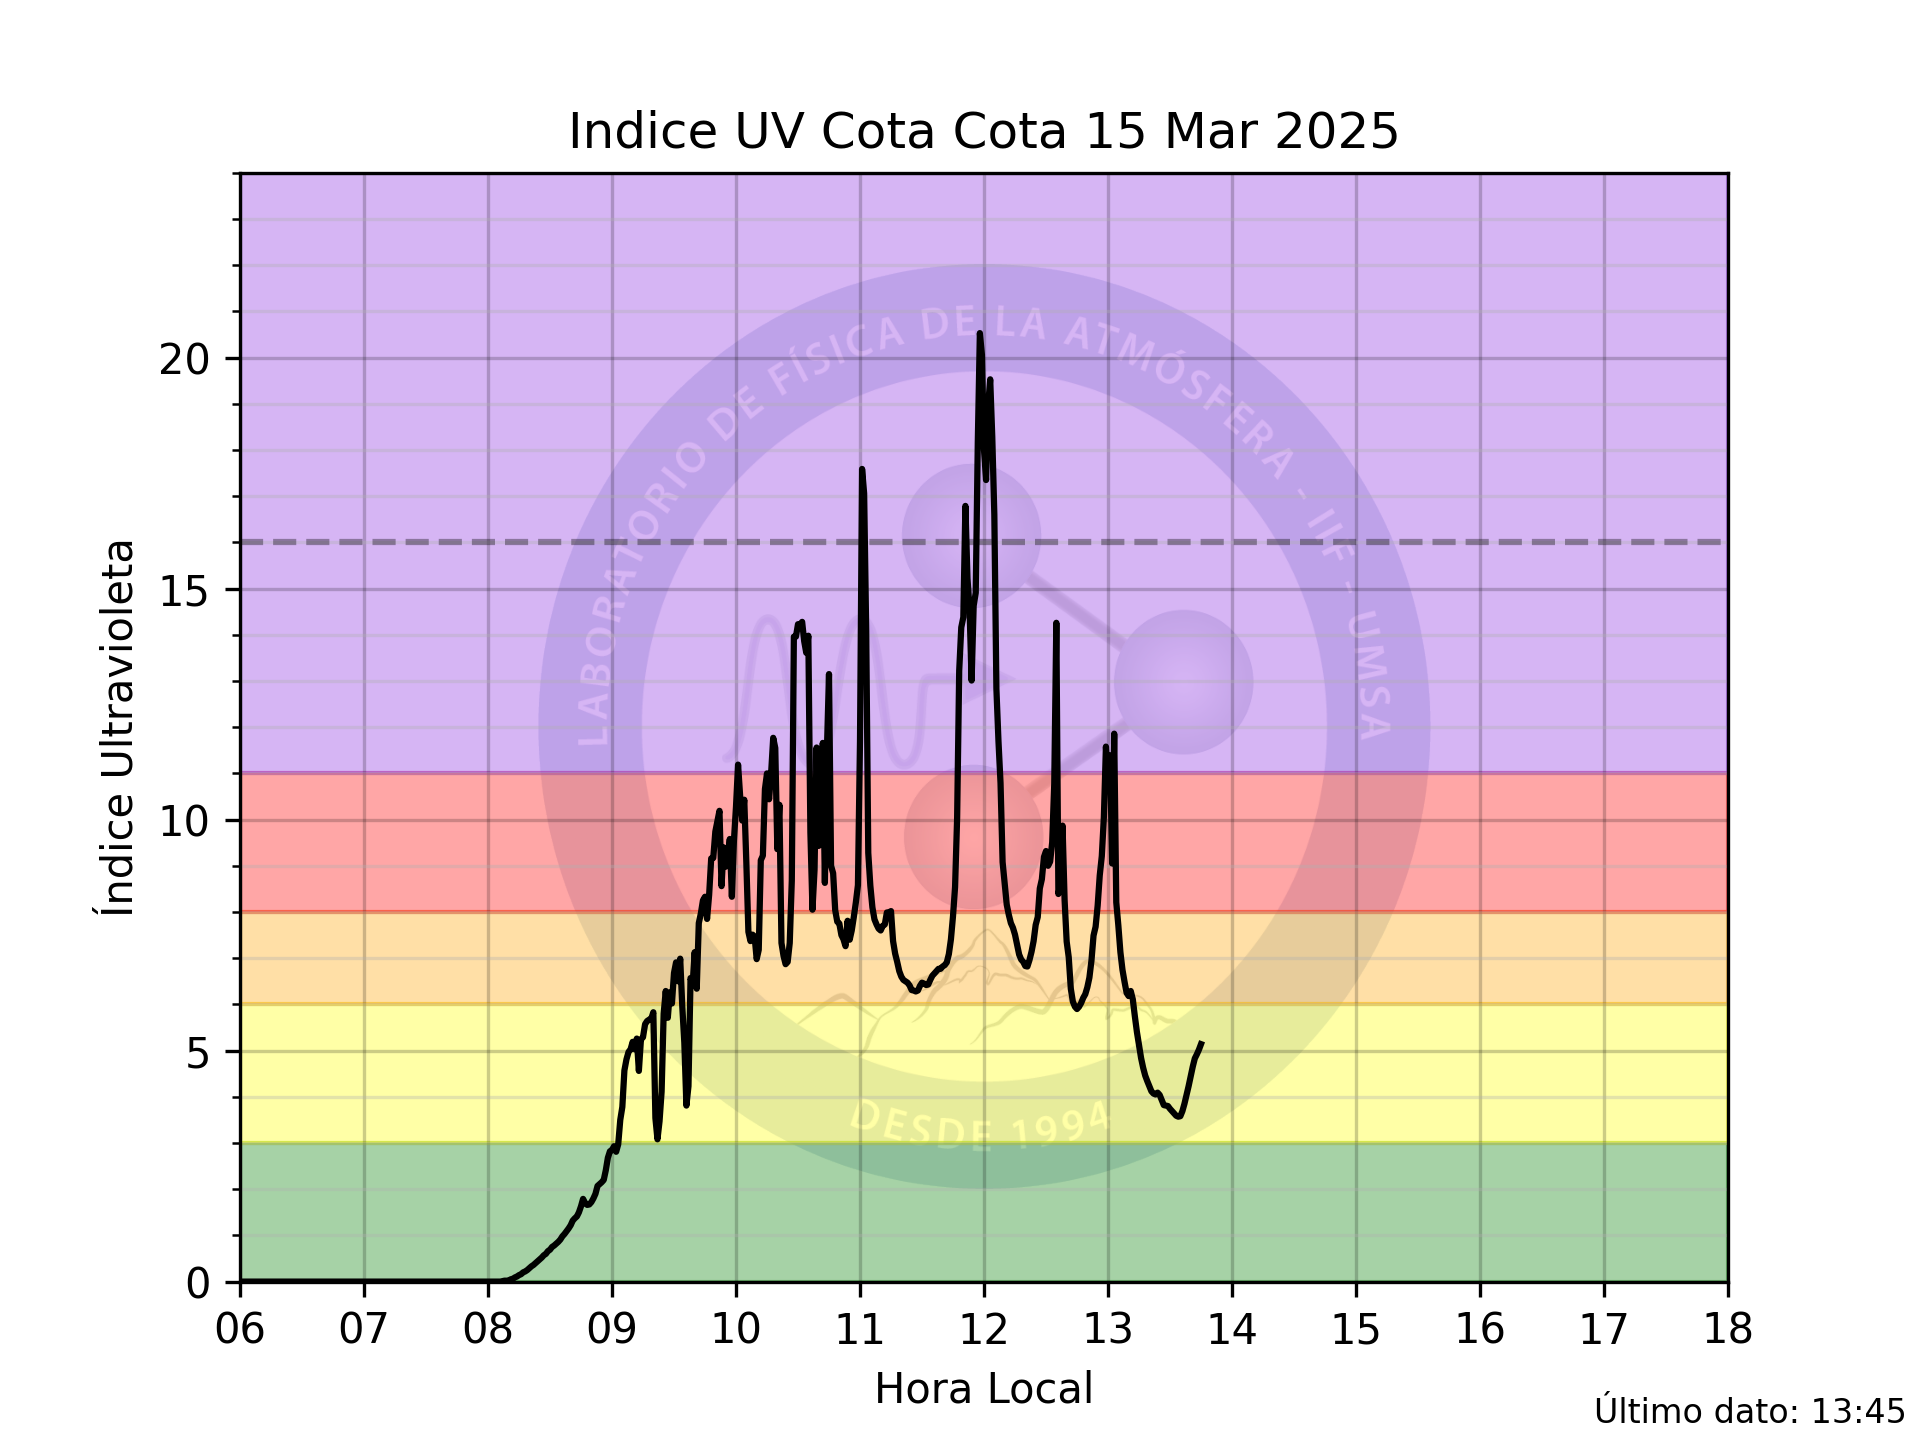 Indice UV Cota Cota 15 Mar 2025
LABORATORIO DE FÍSICA DE LA ATMÓSFERA - IIF - UMSA
DESDE 1994
Índice Ultravioleta
20
15
10
5
0
06 07 08 09 10 11 12 13 14 15 16 17 18
Hora Local
Último dato: 13:45